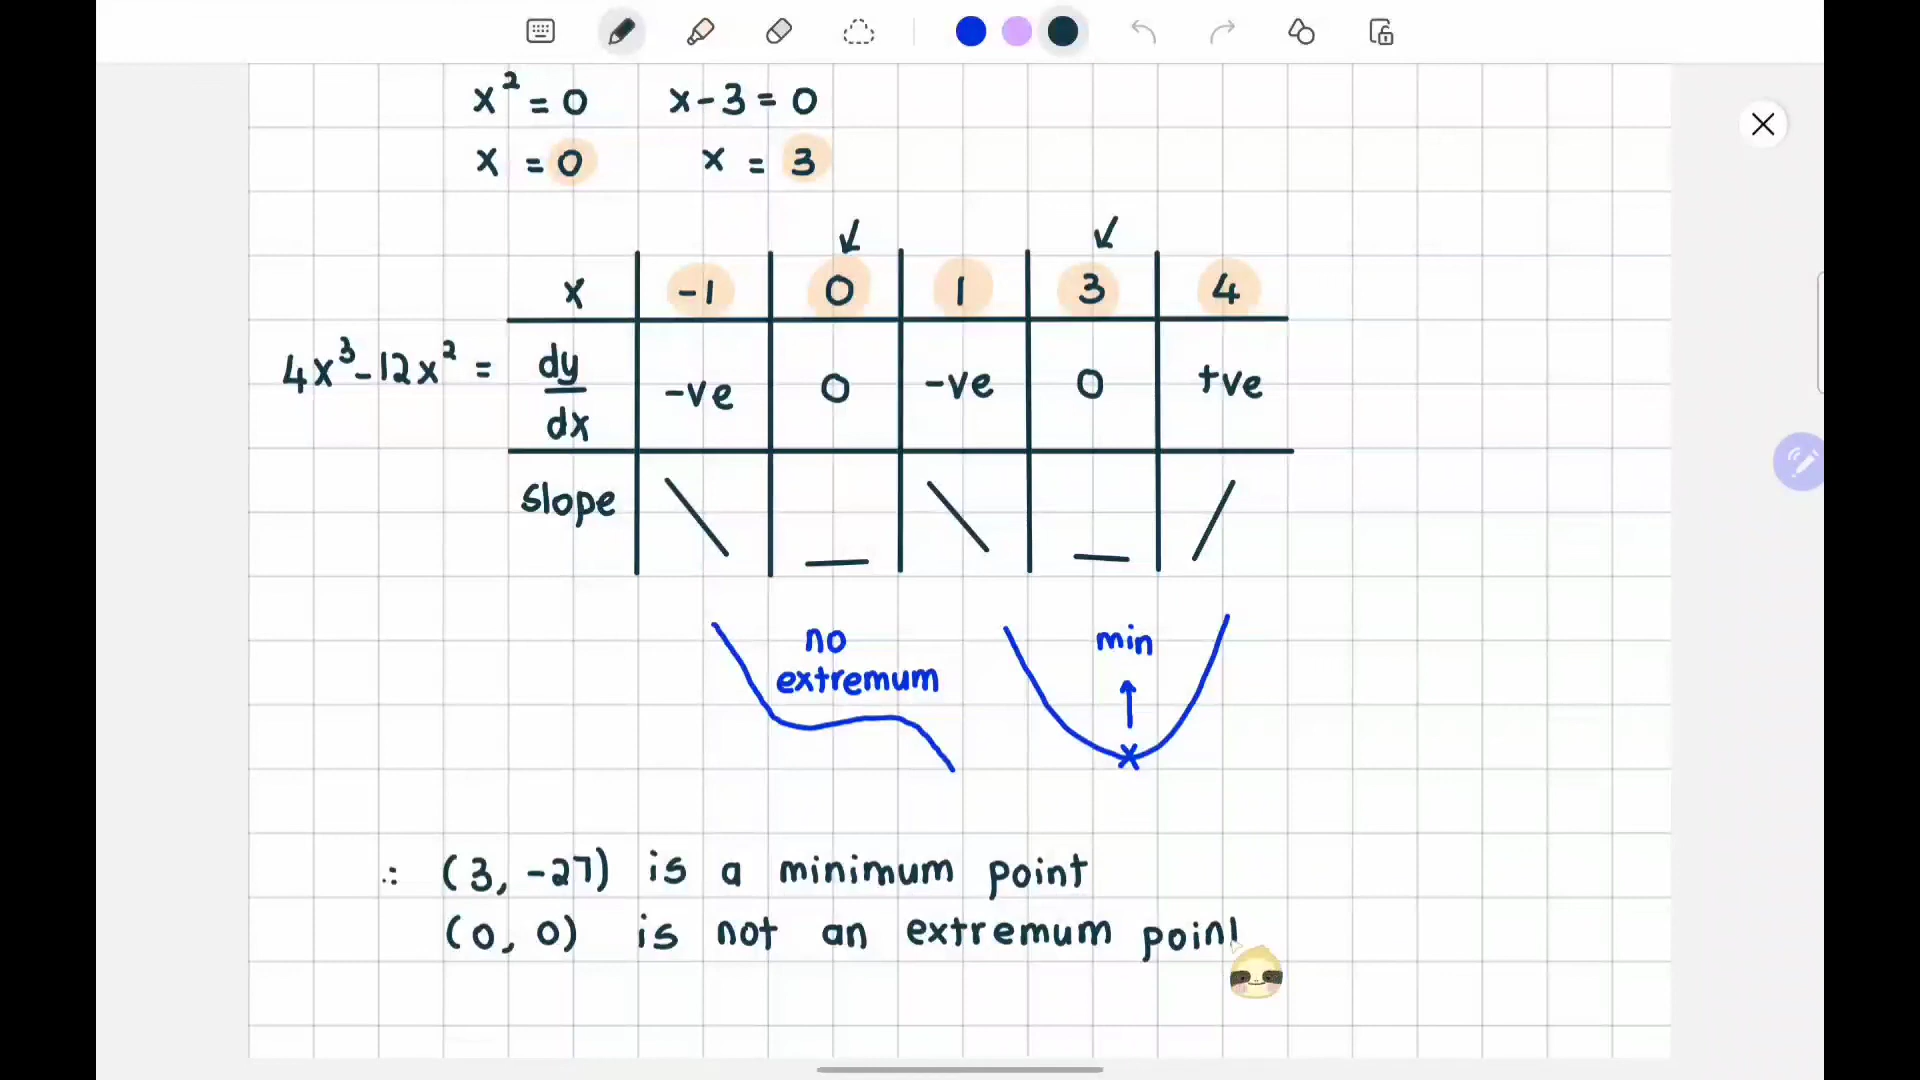 x² = 0 x - 3 = 0
x = 0 x = 3
x -1 0 1 3 4
4x³ - 12x² = dy/dx -ve 0 -ve 0 +ve
slope
no min
extremum
∴ (3, -27) is a minimum point
(0, 0) is not an extremum point